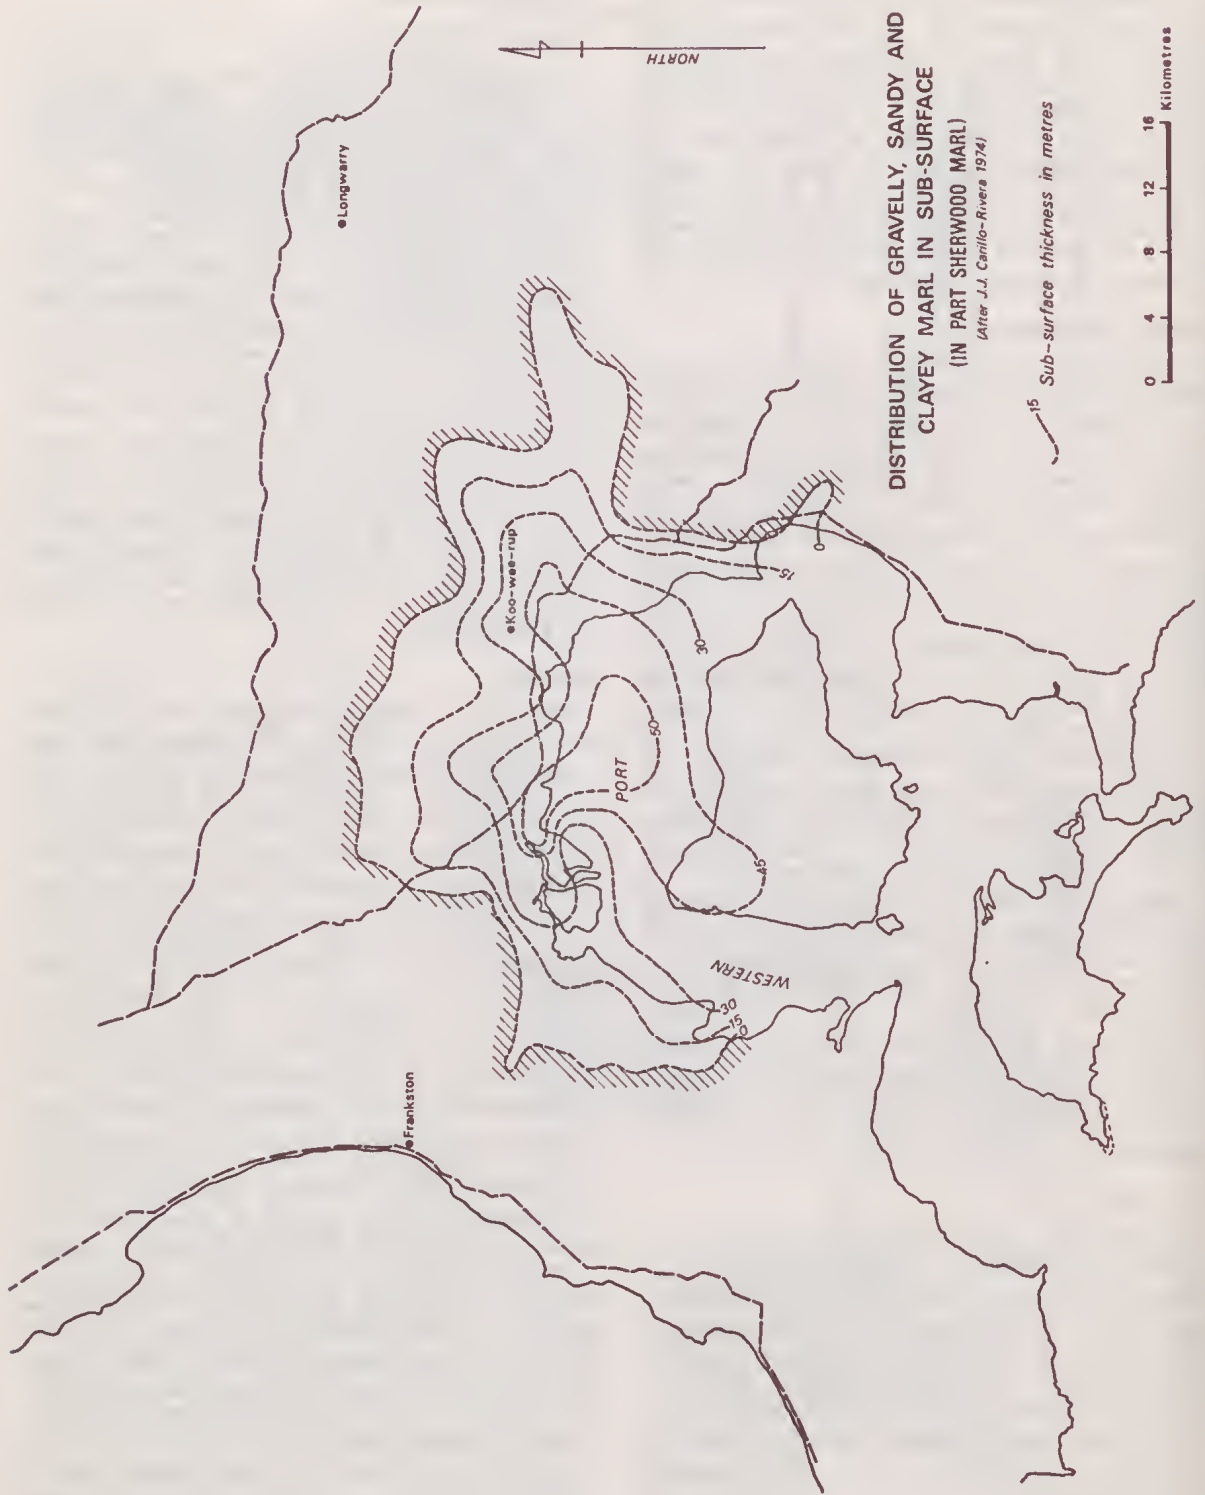 NORTH
Longwarry
Koo-wee-rup
Frankston
PORT
WESTERN
0
15
30
50
45
30
15
0
DISTRIBUTION OF GRAVELLY, SANDY AND
CLAYEY MARL IN SUB-SURFACE
(IN PART SHERWOOD MARL)
(After J.J. Carillo-Rivera 1974)
15 Sub-surface thickness in metres
0 4 8 12 16 Kilometres